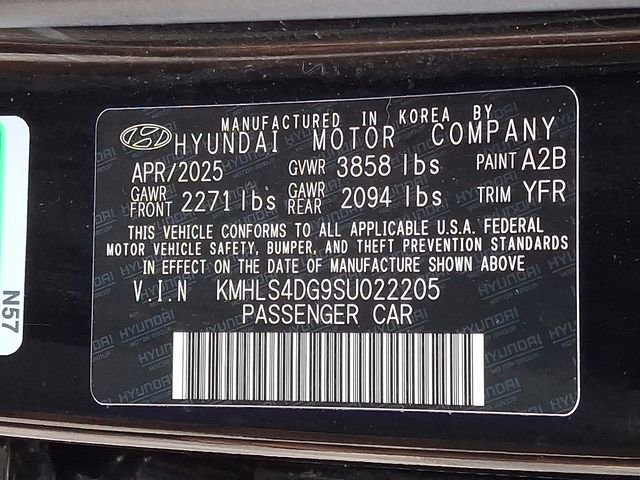 MANUFACTURED IN KOREA BY
HYUNDAI MOTOR COMPANY
APR/2025 GVWR 3858 lbs PAINT A2B
GAWR FRONT 2271 lbs GAWR REAR 2094 lbs TRIM YFR
THIS VEHICLE CONFORMS TO ALL APPLICABLE U.S.A. FEDERAL
MOTOR VEHICLE SAFETY, BUMPER, AND THEFT PREVENTION STANDARDS
IN EFFECT ON THE DATE OF MANUFACTURE SHOWN ABOVE
V.I.N KMHLS4DG9SU022205
PASSENGER CAR
N57